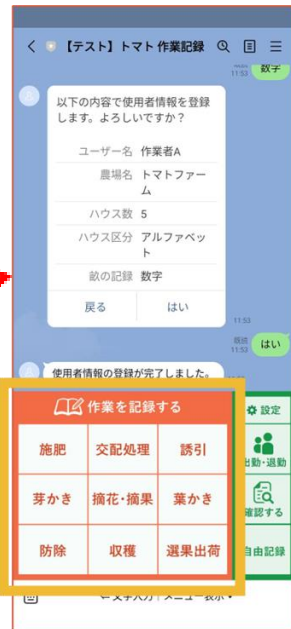 【テスト】トマト 作業記録
11:53
数字
以下の内容で使用者情報を登録
します。よろしいですか？
ユーザー名 作業者A
農場名 トマトファー
ム
ハウス数 5
ハウス区分 アルファベッ
ト
畝の記録 数字
戻る はい
11:53
既読
11:53
はい
使用者情報の登録が完了しました。
作業を記録する
設定
施肥 交配処理 誘引
出勤・退勤
芽かき 摘花・摘果 葉かき
確認する
防除 収穫 選果出荷
自由記録